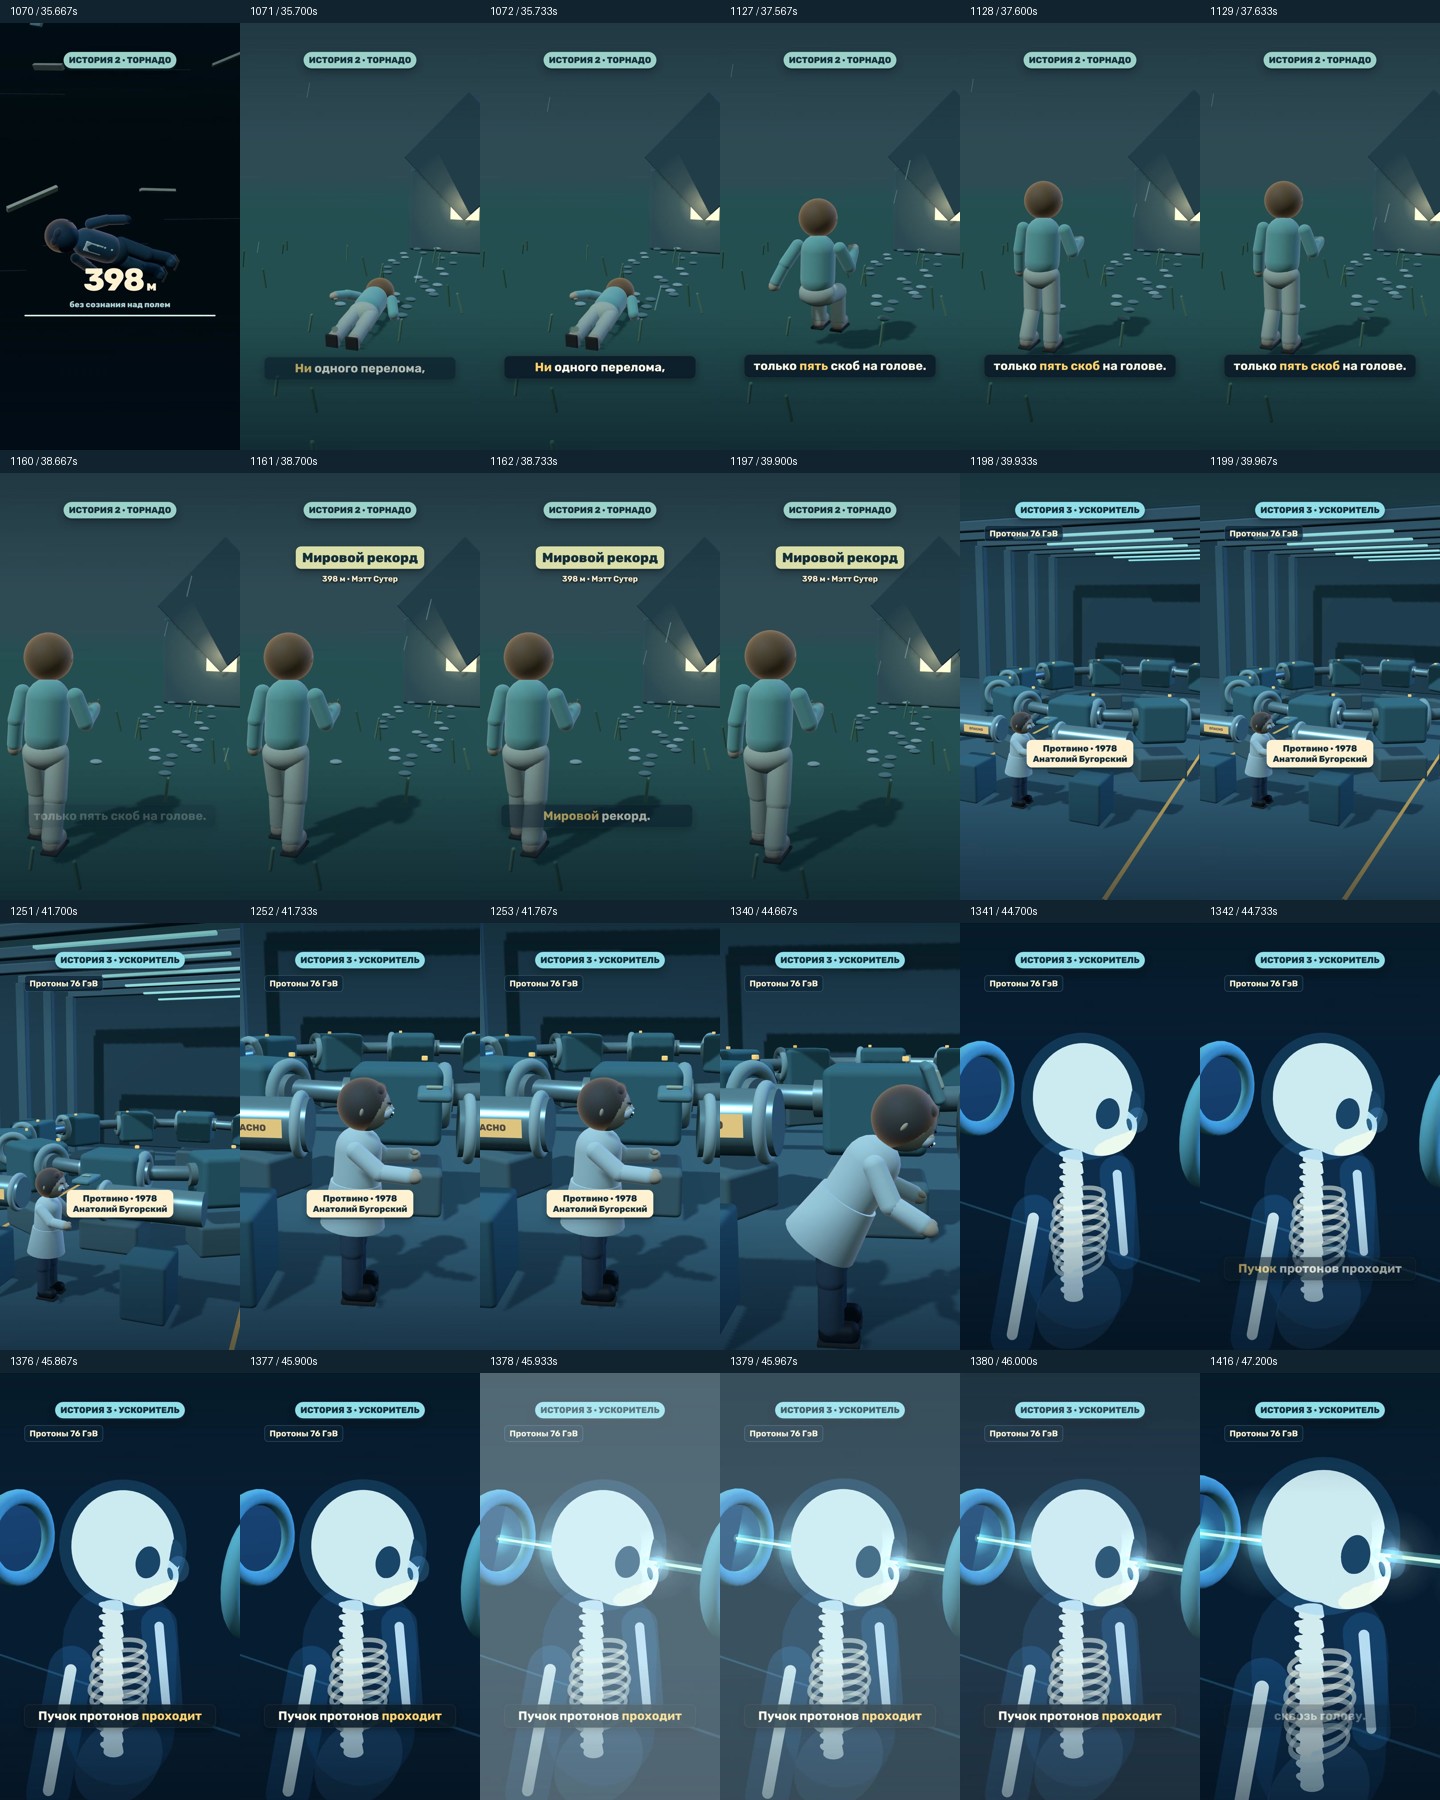 1070 / 35.667s
1071 / 35.700s
1072 / 35.733s
1127 / 37.567s
1128 / 37.600s
1129 / 37.633s
ИСТОРИЯ 2 • ТОРНАДО
ИСТОРИЯ 2 • ТОРНАДО
ИСТОРИЯ 2 • ТОРНАДО
ИСТОРИЯ 2 • ТОРНАДО
ИСТОРИЯ 2 • ТОРНАДО
ИСТОРИЯ 2 • ТОРНАДО
398 м
без сознания над полем
Ни одного перелома,
Ни одного перелома,
только пять скоб на голове.
только пять скоб на голове.
только пять скоб на голове.
1160 / 38.667s
1161 / 38.700s
1162 / 38.733s
1197 / 39.900s
1198 / 39.933s
1199 / 39.967s
ИСТОРИЯ 2 • ТОРНАДО
ИСТОРИЯ 2 • ТОРНАДО
ИСТОРИЯ 2 • ТОРНАДО
ИСТОРИЯ 2 • ТОРНАДО
ИСТОРИЯ 3 • УСКОРИТЕЛЬ
ИСТОРИЯ 3 • УСКОРИТЕЛЬ
Протоны 76 ГэВ
Протоны 76 ГэВ
Мировой рекорд
398 м • Мэтт Сутер
Мировой рекорд
398 м • Мэтт Сутер
Мировой рекорд
398 м • Мэтт Сутер
Протвино • 1978
Анатолий Бугорский
Протвино • 1978
Анатолий Бугорский
только пять скоб на голове.
Мировой рекорд.
1251 / 41.700s
1252 / 41.733s
1253 / 41.767s
1340 / 44.667s
1341 / 44.700s
1342 / 44.733s
ИСТОРИЯ 3 • УСКОРИТЕЛЬ
ИСТОРИЯ 3 • УСКОРИТЕЛЬ
ИСТОРИЯ 3 • УСКОРИТЕЛЬ
ИСТОРИЯ 3 • УСКОРИТЕЛЬ
ИСТОРИЯ 3 • УСКОРИТЕЛЬ
ИСТОРИЯ 3 • УСКОРИТЕЛЬ
Протоны 76 ГэВ
Протоны 76 ГэВ
Протоны 76 ГэВ
Протоны 76 ГэВ
Протоны 76 ГэВ
Протоны 76 ГэВ
АСНО
АСНО
Протвино • 1978
Анатолий Бугорский
Протвино • 1978
Анатолий Бугорский
Протвино • 1978
Анатолий Бугорский
Пучок протонов проходит
1376 / 45.867s
1377 / 45.900s
1378 / 45.933s
1379 / 45.967s
1380 / 46.000s
1416 / 47.200s
ИСТОРИЯ 3 • УСКОРИТЕЛЬ
ИСТОРИЯ 3 • УСКОРИТЕЛЬ
ИСТОРИЯ 3 • УСКОРИТЕЛЬ
ИСТОРИЯ 3 • УСКОРИТЕЛЬ
ИСТОРИЯ 3 • УСКОРИТЕЛЬ
ИСТОРИЯ 3 • УСКОРИТЕЛЬ
Протоны 76 ГэВ
Протоны 76 ГэВ
Протоны 76 ГэВ
Протоны 76 ГэВ
Протоны 76 ГэВ
Протоны 76 ГэВ
Пучок протонов проходит
Пучок протонов проходит
Пучок протонов проходит
Пучок протонов проходит
Пучок протонов проходит
сквозь голову.